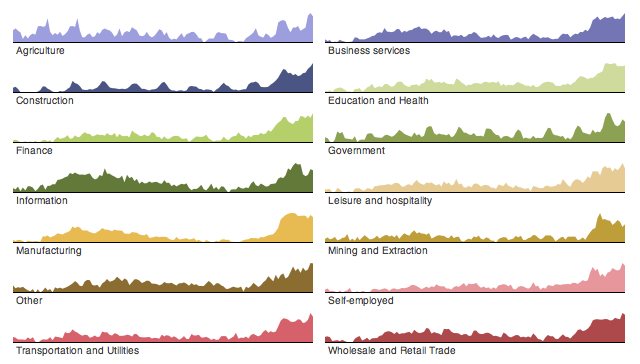 Agriculture
Business services
Construction
Education and Health
Finance
Government
Information
Leisure and hospitality
Manufacturing
Mining and Extraction
Other
Self-employed
Transportation and Utilities
Wholesale and Retail Trade